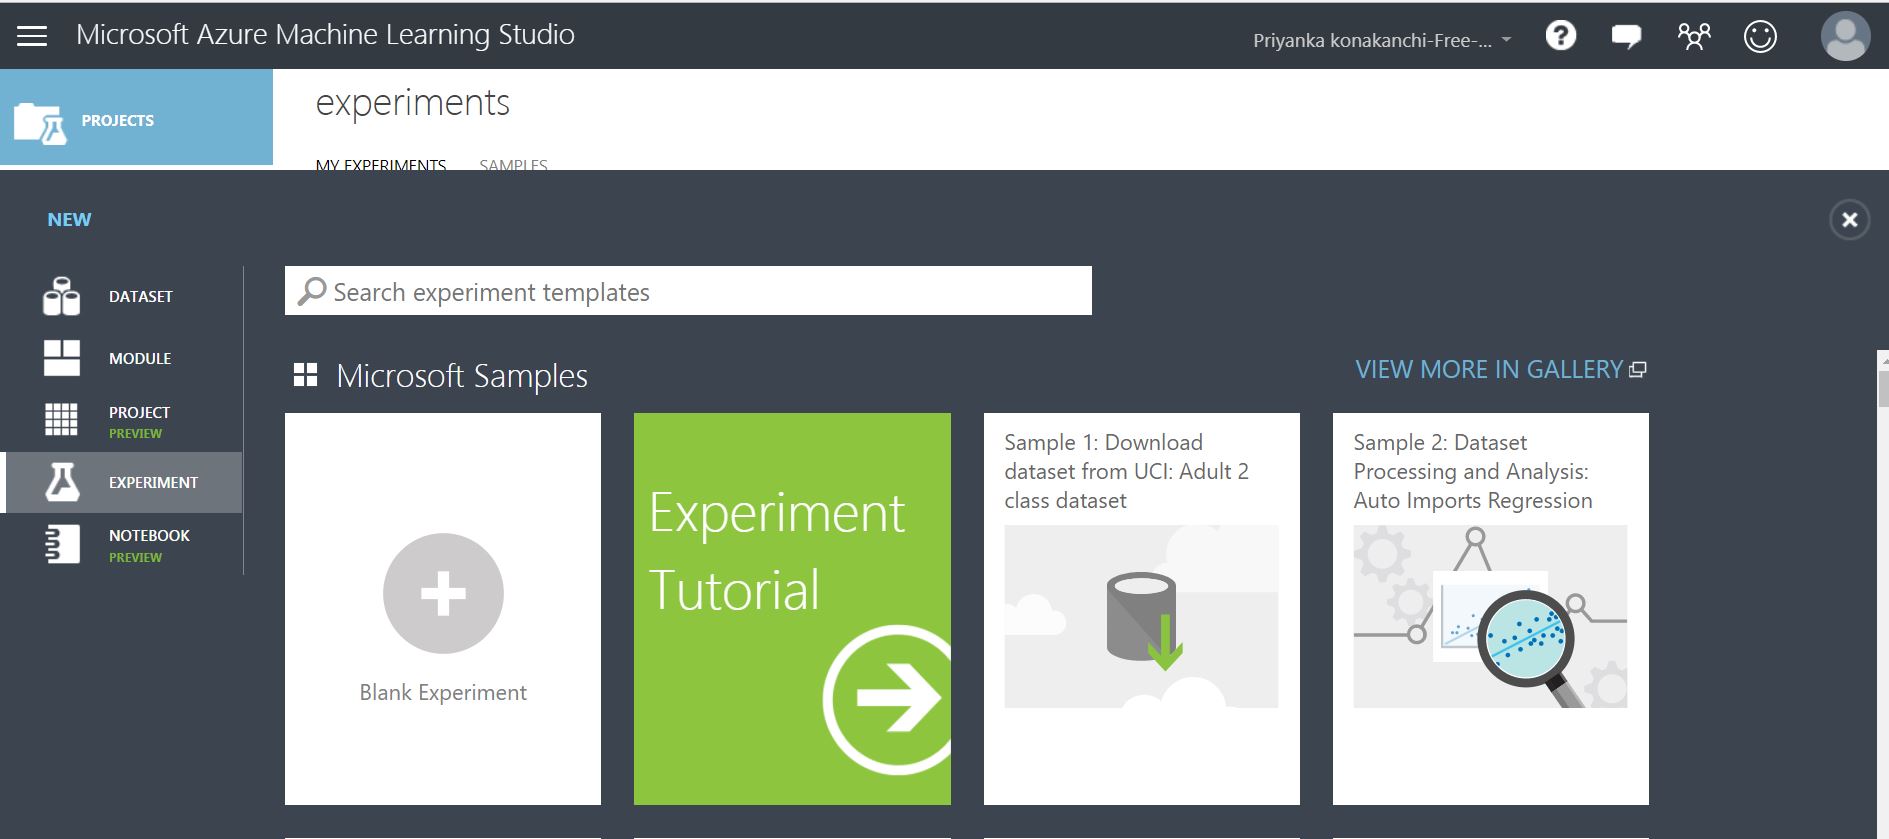 Microsoft Azure Machine Learning Studio
Priyanka konakanchi-Free-...
PROJECTS
experiments
MY EXPERIMENTS
SAMPLES
NEW
DATASET
MODULE
PROJECT
PREVIEW
EXPERIMENT
NOTEBOOK
PREVIEW
Search experiment templates
Microsoft Samples
VIEW MORE IN GALLERY
Blank Experiment
Experiment
Tutorial
Sample 1: Download
dataset from UCI: Adult 2
class dataset
Sample 2: Dataset
Processing and Analysis:
Auto Imports Regression